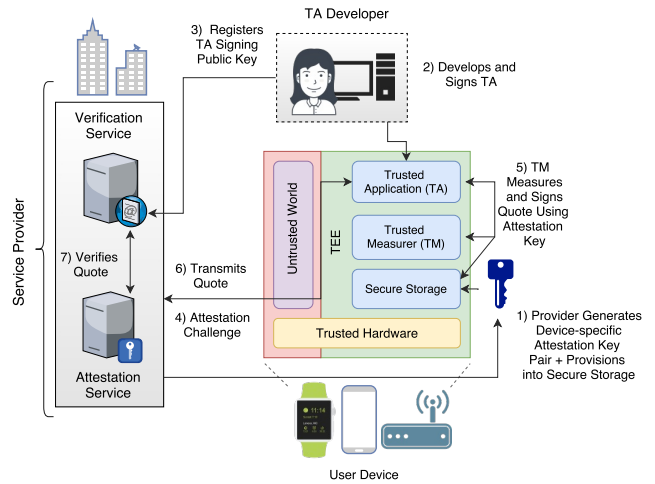 TA Developer
3) Registers
TA Signing
Public Key
2) Develops and
Signs TA
Service Provider
Verification
Service
7) Verifies
Quote
Attestation
Service
6) Transmits
Quote
4) Attestation
Challenge
Untrusted World
TEE
Trusted
Application (TA)
Trusted
Measurer (TM)
Secure Storage
Trusted Hardware
5) TM
Measures
and Signs
Quote Using
Attestation
Key
1) Provider Generates
Device-specific
Attestation Key
Pair + Provisions
into Secure Storage
@
11:14
User Device